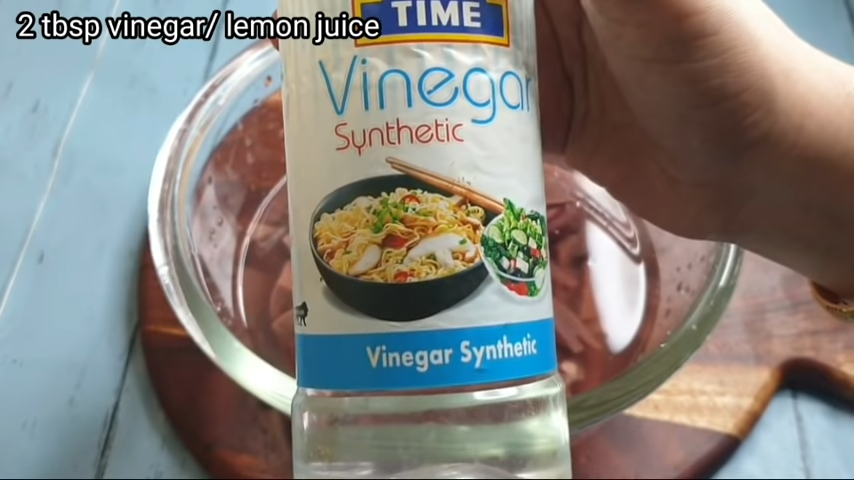 2 tbsp vinegar/ lemon juice
TIME
Vinegar
Synthetic
Vinegar Synthetic